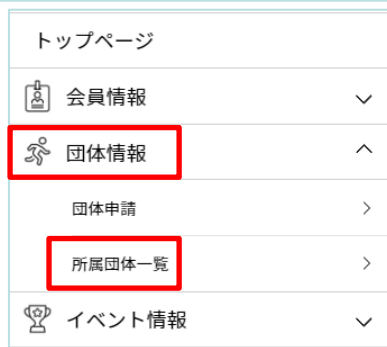 トップページ
会員情報
団体情報
団体申請
所属団体一覧
イベント情報